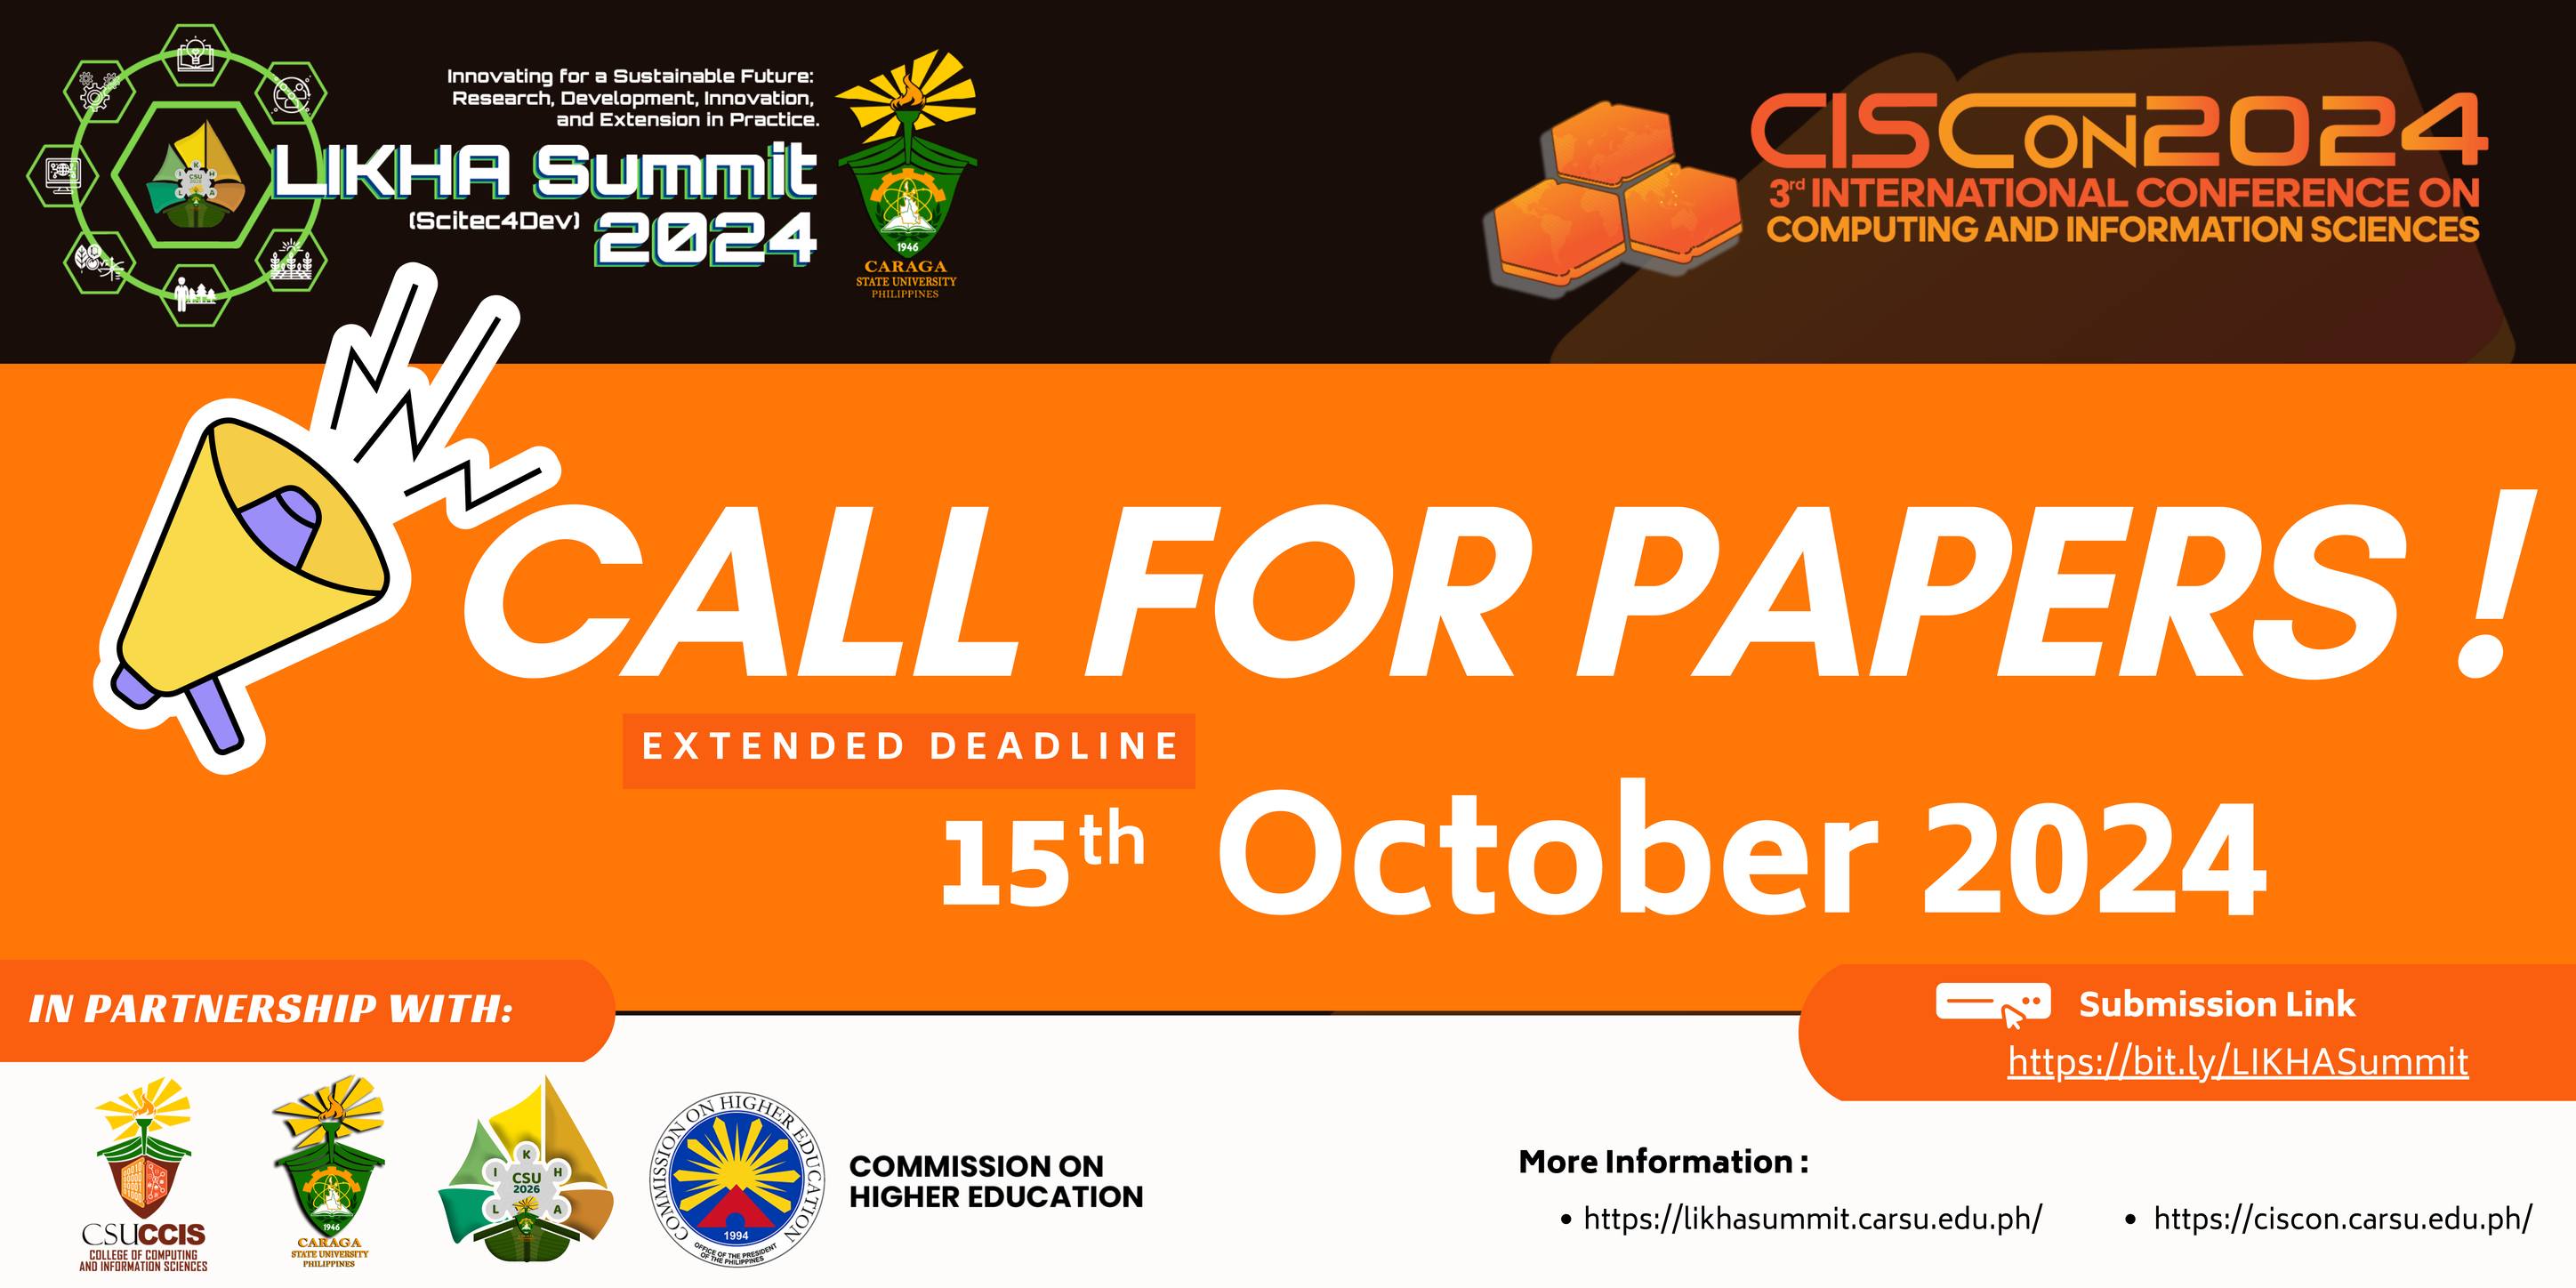 Innovating for a Sustainable Future:
Research, Development, Innovation,
and Extension in Practice.
LIKHA Summit
(Scitec4Dev) 2024
1946
CARAGA
STATE UNIVERSITY
PHILIPPINES
CISCON2024
3rd INTERNATIONAL CONFERENCE ON
COMPUTING AND INFORMATION SCIENCES
CALL FOR PAPERS !
EXTENDED DEADLINE
15th October 2024
IN PARTNERSHIP WITH:
Submission Link
https://bit.ly/LIKHASummit
CSUCCIS
COLLEGE OF COMPUTING
AND INFORMATION SCIENCES
1946
CARAGA
STATE UNIVERSITY
PHILIPPINES
L I K H A
CSU
2026
COMMISSION ON HIGHER EDUCATION
1994
OFFICE OF THE PRESIDENT
OF THE PHILIPPINES
COMMISSION ON
HIGHER EDUCATION
More Information :
• https://likhasummit.carsu.edu.ph/
• https://ciscon.carsu.edu.ph/